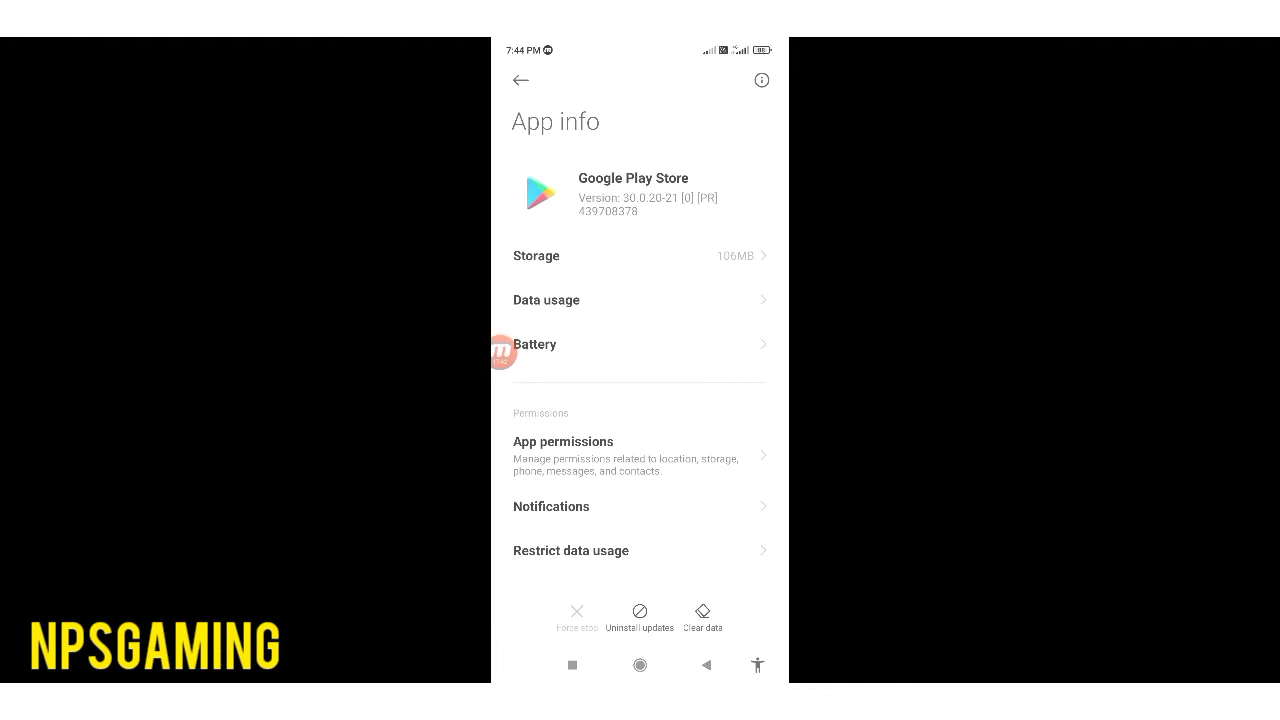 7:44 PM
88
App info
Google Play Store
Version: 30.0.20-21 [0] [PR]
439708378
Storage 106MB
Data usage
Battery
Permissions
App permissions
Manage permissions related to location, storage,
phone, messages, and contacts.
Notifications
Restrict data usage
Force stop Uninstall updates Clear data
NPSGAMING